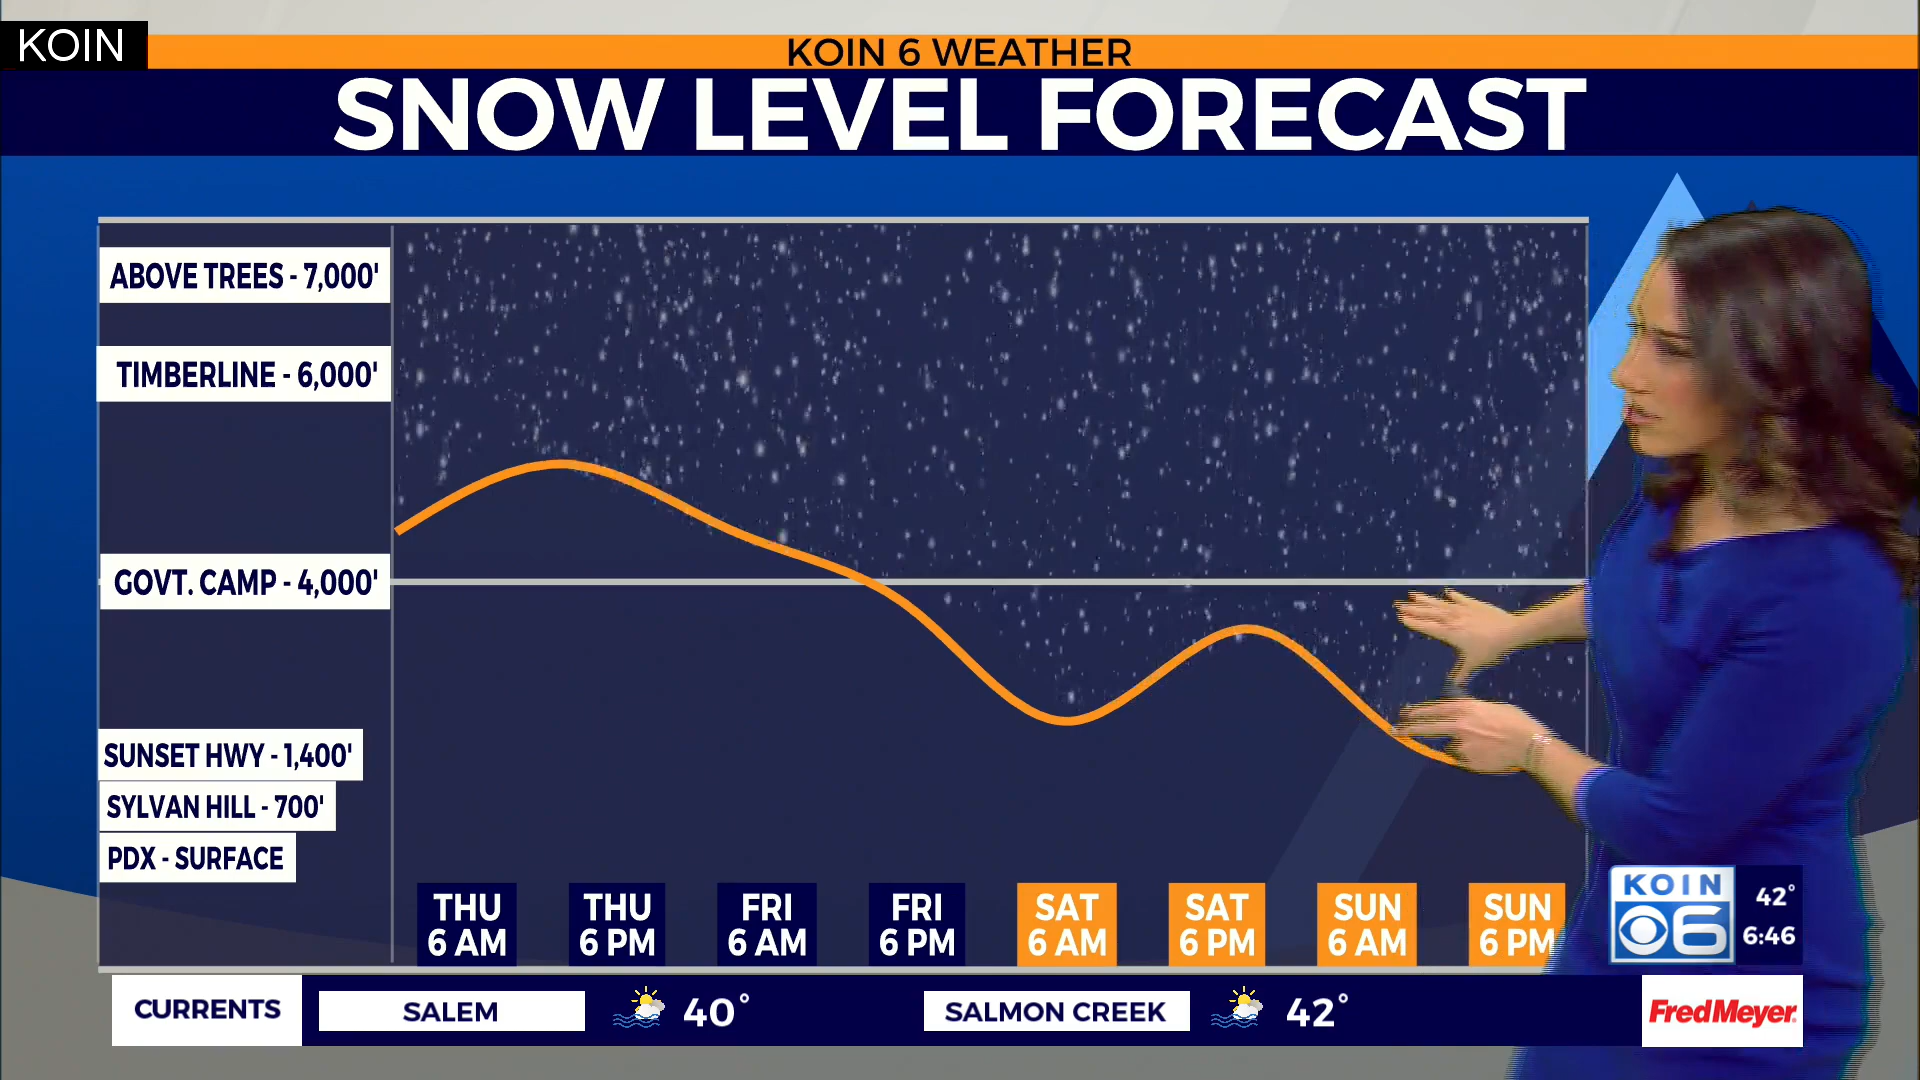 KOIN
KOIN 6 WEATHER
SNOW LEVEL FORECAST
ABOVE TREES - 7,000'
TIMBERLINE - 6,000'
GOVT. CAMP - 4,000'
SUNSET HWY - 1,400'
SYLVAN HILL - 700'
PDX - SURFACE
THU 6 AM
THU 6 PM
FRI 6 AM
FRI 6 PM
SAT 6 AM
SAT 6 PM
SUN 6 AM
SUN 6 PM
KOIN
6
42°
6:46
CURRENTS
SALEM
40°
SALMON CREEK
42°
FredMeyer